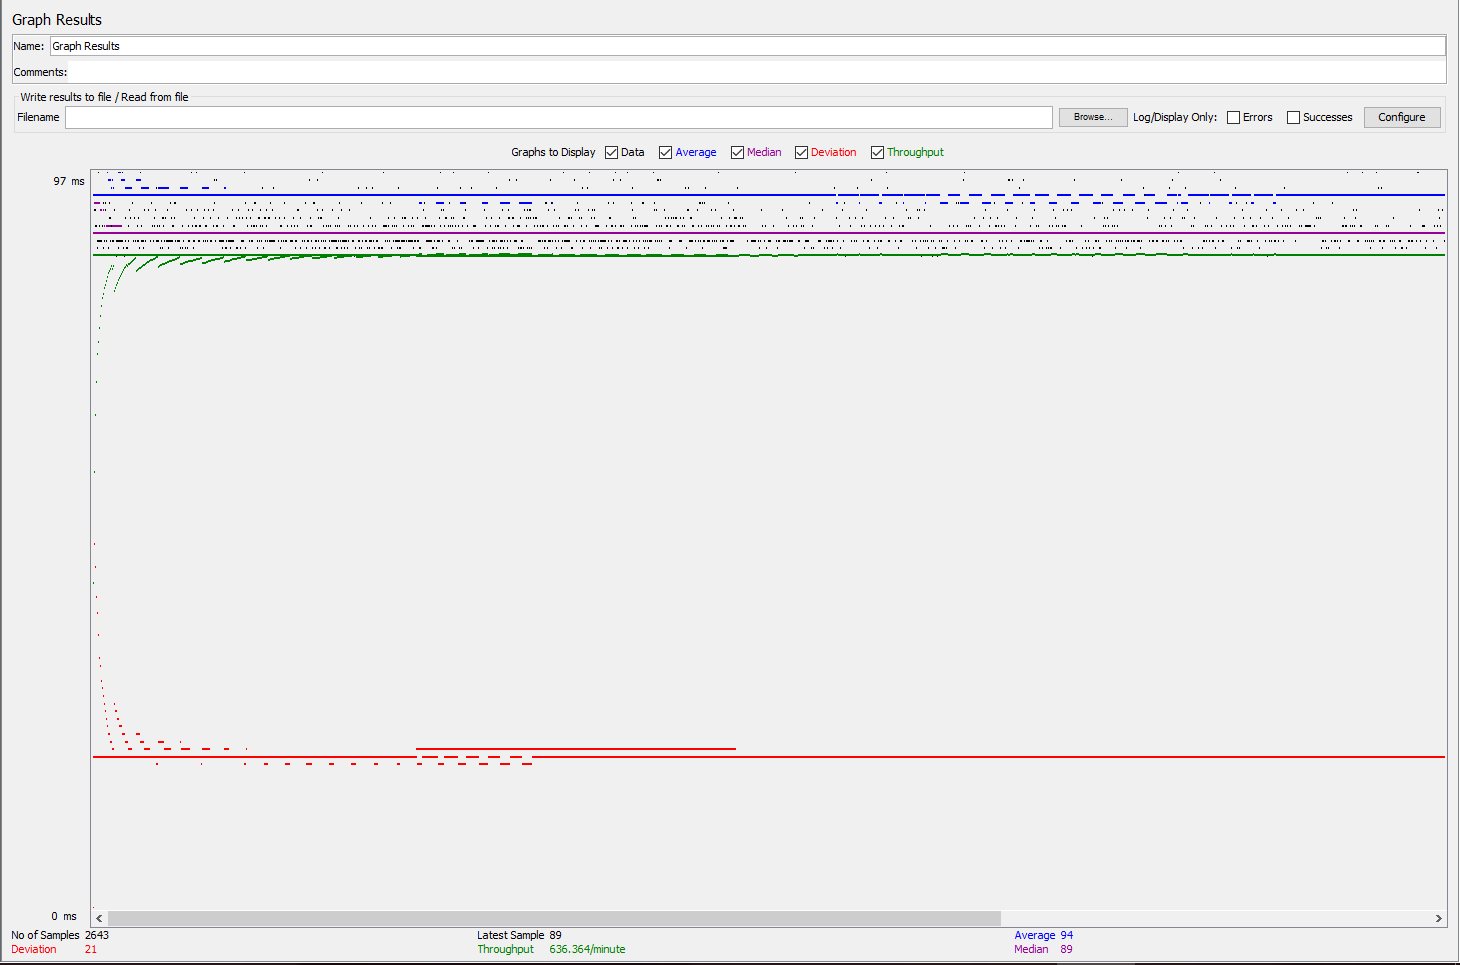 Graph Results
Name: Graph Results
Comments:
Write results to file / Read from file
Filename Browse... Log/Display Only: Errors Successes Configure
Graphs to Display Data Average Median Deviation Throughput
97 ms
0 ms
No of Samples 2643 Latest Sample 89 Average 94
Deviation 21 Throughput 636.364/minute Median 89